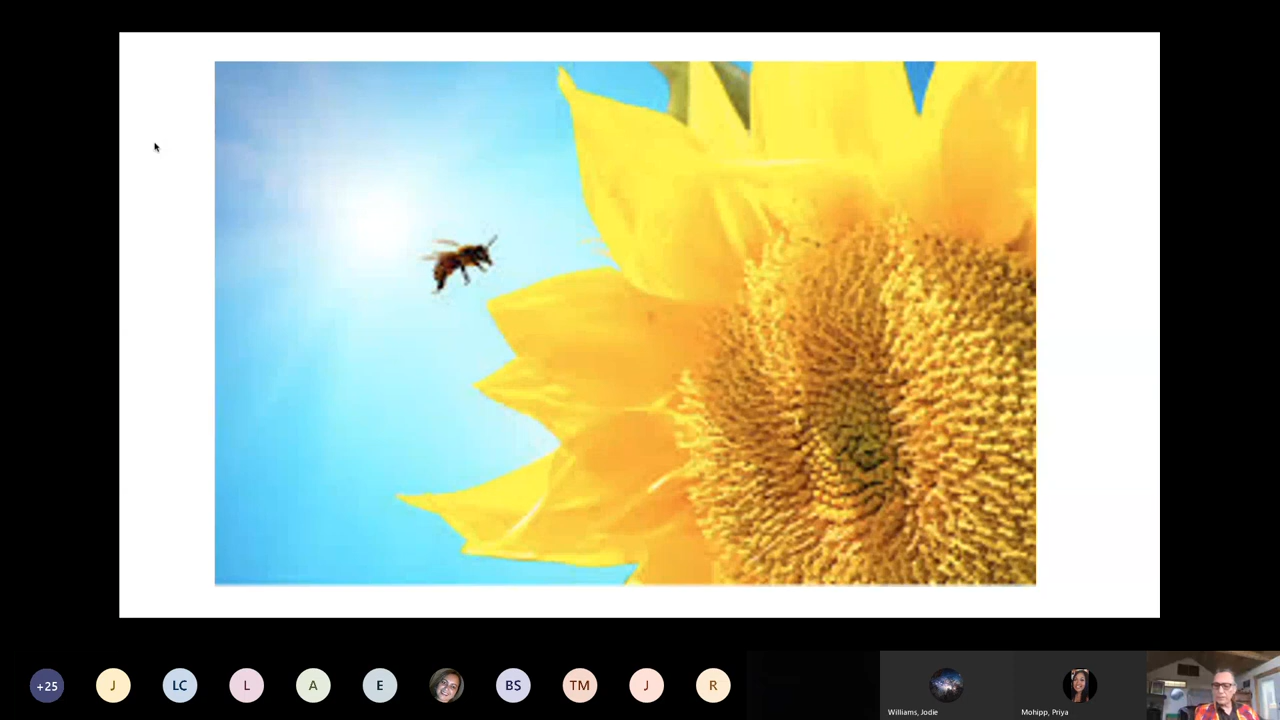 +25
J
LC
L
A
E
BS
TM
J
R
Williams, Jodie
Mohipp, Priya